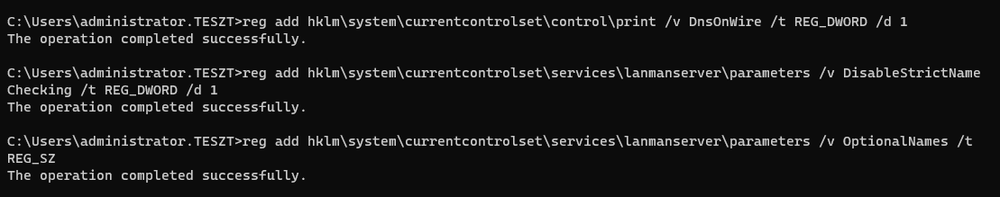 C:\Users\administrator.TESZT>reg add hklm\system\currentcontrolset\control\print /v DnsOnWire /t REG_DWORD /d 1
The operation completed successfully.
C:\Users\administrator.TESZT>reg add hklm\system\currentcontrolset\services\lanmanserver\parameters /v DisableStrictName
Checking /t REG_DWORD /d 1
The operation completed successfully.
C:\Users\administrator.TESZT>reg add hklm\system\currentcontrolset\services\lanmanserver\parameters /v OptionalNames /t
REG_SZ
The operation completed successfully.